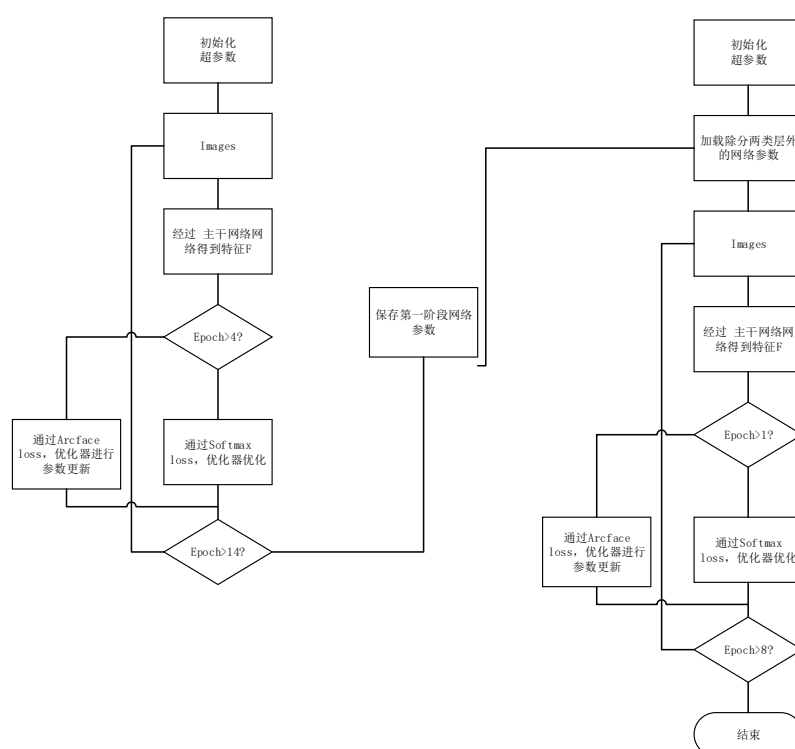 初始化
超参数
Images
经过 主干网络网
络得到特征F
Epoch>4?
通过Arcface
loss，优化器进行
参数更新
通过Softmax
loss，优化器优化
Epoch>14?
保存第一阶段网络
参数
初始化
超参数
加载除分两类层外
的网络参数
Images
经过 主干网络网
络得到特征F
Epoch>1?
通过Arcface
loss，优化器进行
参数更新
通过Softmax
loss，优化器优化
Epoch>8?
结束